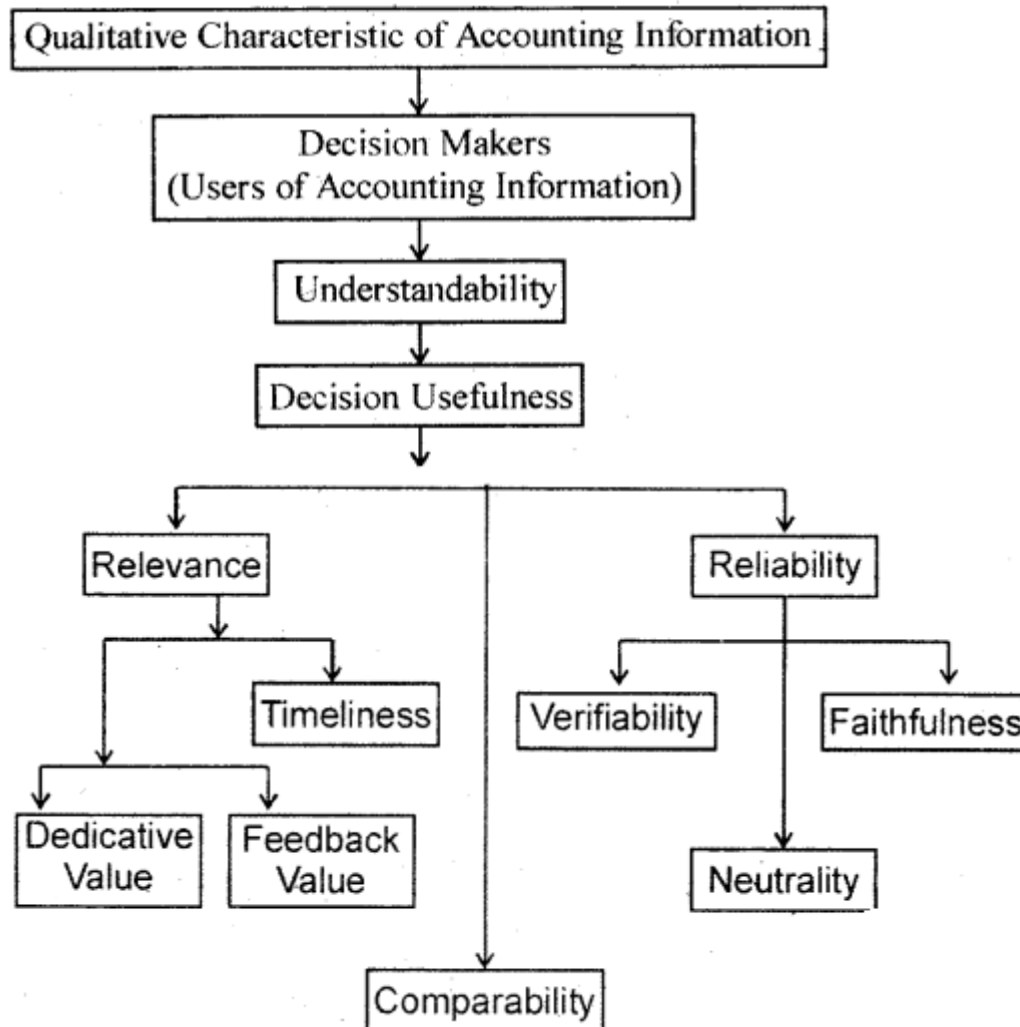 Qualitative Characteristic of Accounting Information
Decision Makers
(Users of Accounting Information)
Understandability
Decision Usefulness
Relevance
Reliability
Timeliness
Verifiability
Faithfulness
Dedicative
Value
Feedback
Value
Neutrality
Comparability